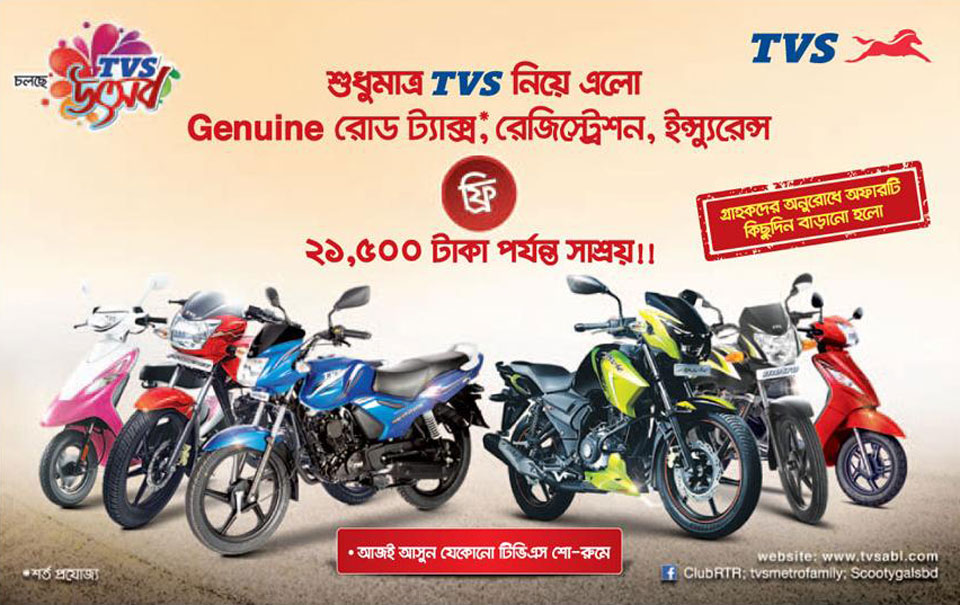 চলছে
TVS
উৎসব
TVS
শুধুমাত্র TVS নিয়ে এলো
Genuine রোড ট্যাক্স*, রেজিস্ট্রেশন, ইন্স্যুরেন্স
ফ্রি
২১,৫০০ টাকা পর্যন্ত সাশ্রয়!!
গ্রাহকদের অনুরোধে অফারটি
কিছুদিন বাড়ানো হলো
• আজই আসুন যেকোনো টিভিএস শো-রুমে
*শর্ত প্রযোজ্য
website: www.tvsabl.com
ClubRTR; tvsmetrofamily; Scootygalsbd